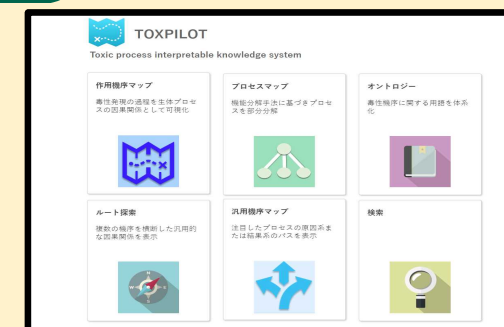 TOXPILOT
Toxic process interpretable knowledge system
作用機序マップ
毒性発現の過程を生体プロセ
スの因果関係として可視化
プロセスマップ
機能分解手法に基づきプロセ
スを部分分解
オントロジー
毒性機序に関する用語を体系
化
ルート探索
複数の機序を横断した汎用的
な因果関係を表示
汎用機序マップ
注目したプロセスの原因系ま
たは結果系のパスを表示
検索